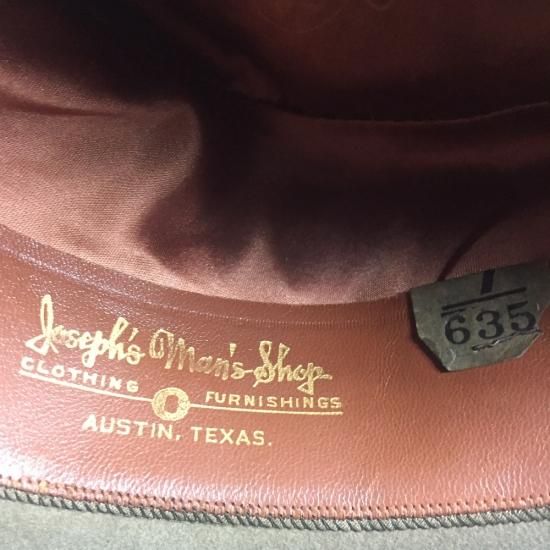 Joseph's Man's Shop
CLOTHING FURNISHINGS
AUSTIN, TEXAS.
7
635